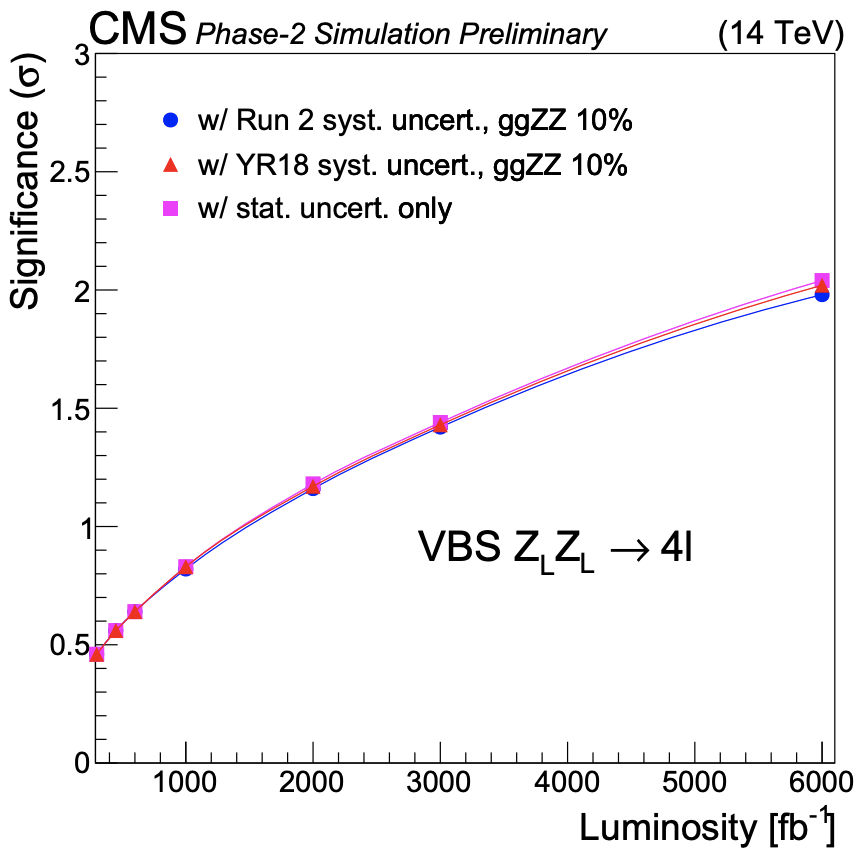 CMS Phase-2 Simulation Preliminary (14 TeV)
Significance (σ)
3
2.5
2
1.5
1
0.5
0
w/ Run 2 syst. uncert., ggZZ 10%
w/ YR18 syst. uncert., ggZZ 10%
w/ stat. uncert. only
VBS Z_L Z_L → 4l
1000 2000 3000 4000 5000 6000
Luminosity [fb⁻¹]